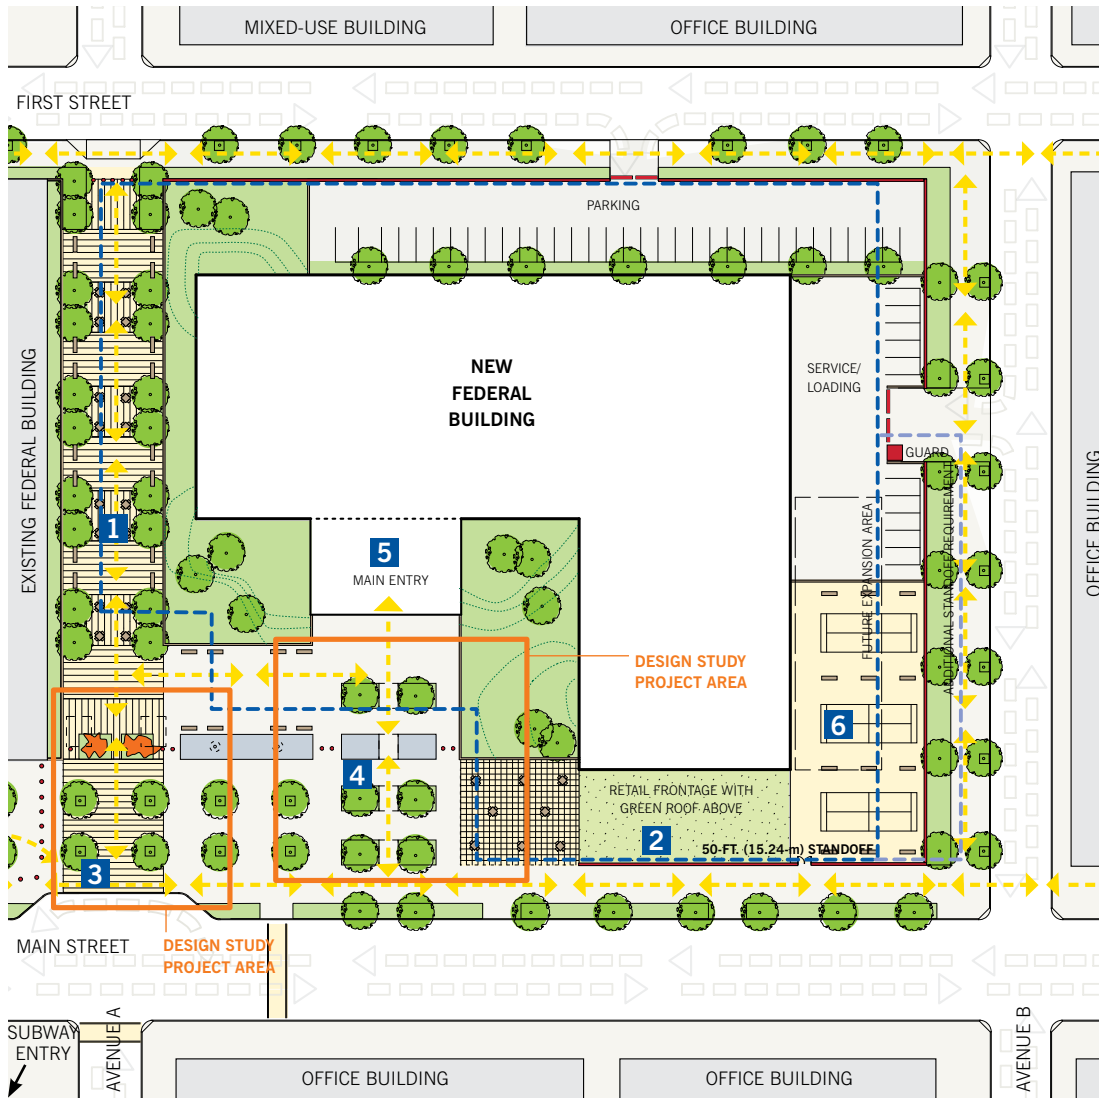 MIXED-USE BUILDING
OFFICE BUILDING
FIRST STREET
PARKING
EXISTING FEDERAL BUILDING
NEW
FEDERAL
BUILDING
SERVICE/
LOADING
GUARD
OFFICE BUILDING
1
5
MAIN ENTRY
FUTURE EXPANSION AREA
ADDITIONAL STANDOFF REQUIREMENT
DESIGN STUDY
PROJECT AREA
6
4
RETAIL FRONTAGE WITH
GREEN ROOF ABOVE
2
50-FT. (15.24-m) STANDOFF
3
MAIN STREET
DESIGN STUDY
PROJECT AREA
SUBWAY
ENTRY
AVENUE A
AVENUE B
OFFICE BUILDING
OFFICE BUILDING